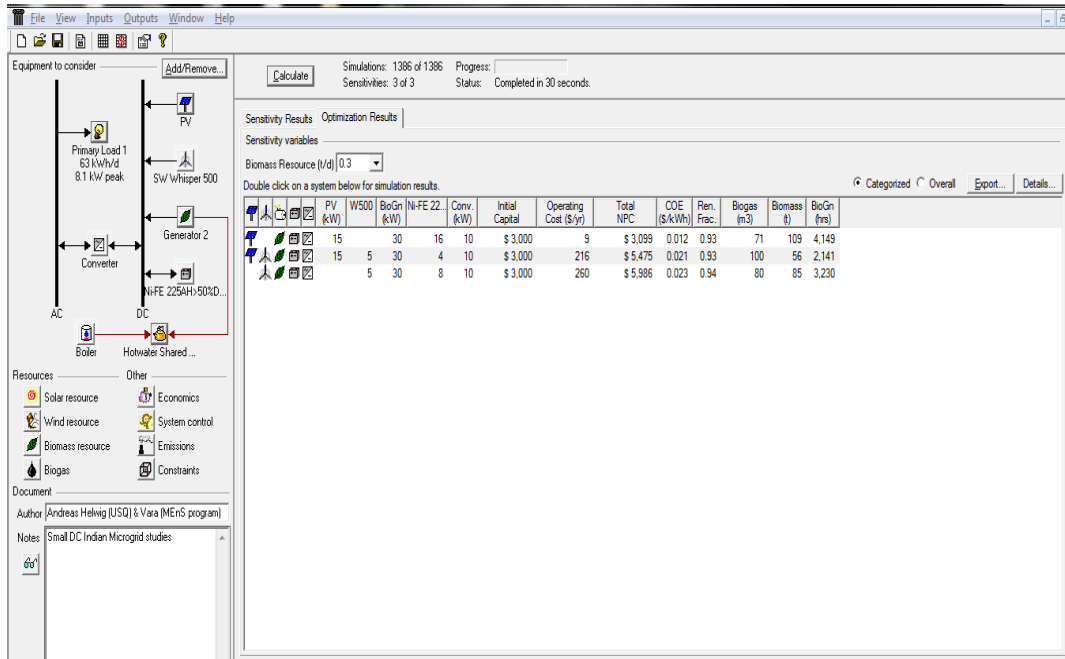 File View Inputs Outputs Window Help
Equipment to consider
Add/Remove...
PV
Primary Load 1
63 kWh/d
8.1 kW peak
SW Whisper 500
Generator 2
Converter
Ni-FE 225AH>50%D...
AC
DC
Boiler
Hotwater Shared ...
Resources
Other
Solar resource
Economics
Wind resource
System control
Biomass resource
Emissions
Biogas
Constraints
Document
Author Andreas Helwig (USQ) & Vara (MEnS program)
Notes Small DC Indian Microgrid studies
Calculate
Simulations: 1386 of 1386 Progress:
Sensitivities: 3 of 3 Status: Completed in 30 seconds.
Sensitivity Results Optimization Results
Sensitivity variables
Biomass Resource (t/d) 0.3
Double click on a system below for simulation results.
Categorized Overall Export... Details...
PV (kW) W500 BioGn (kW) Ni-FE 22... Conv. (kW) Initial Capital Operating Cost ($/yr) Total NPC COE ($/kWh) Ren. Frac. Biogas (m3) Biomass (t) BioGn (hrs)
15 30 16 10 $ 3,000 9 $ 3,099 0.012 0.93 71 109 4,149
15 5 30 4 10 $ 3,000 216 $ 5,475 0.021 0.93 100 56 2,141
5 30 8 10 $ 3,000 260 $ 5,986 0.023 0.94 80 85 3,230